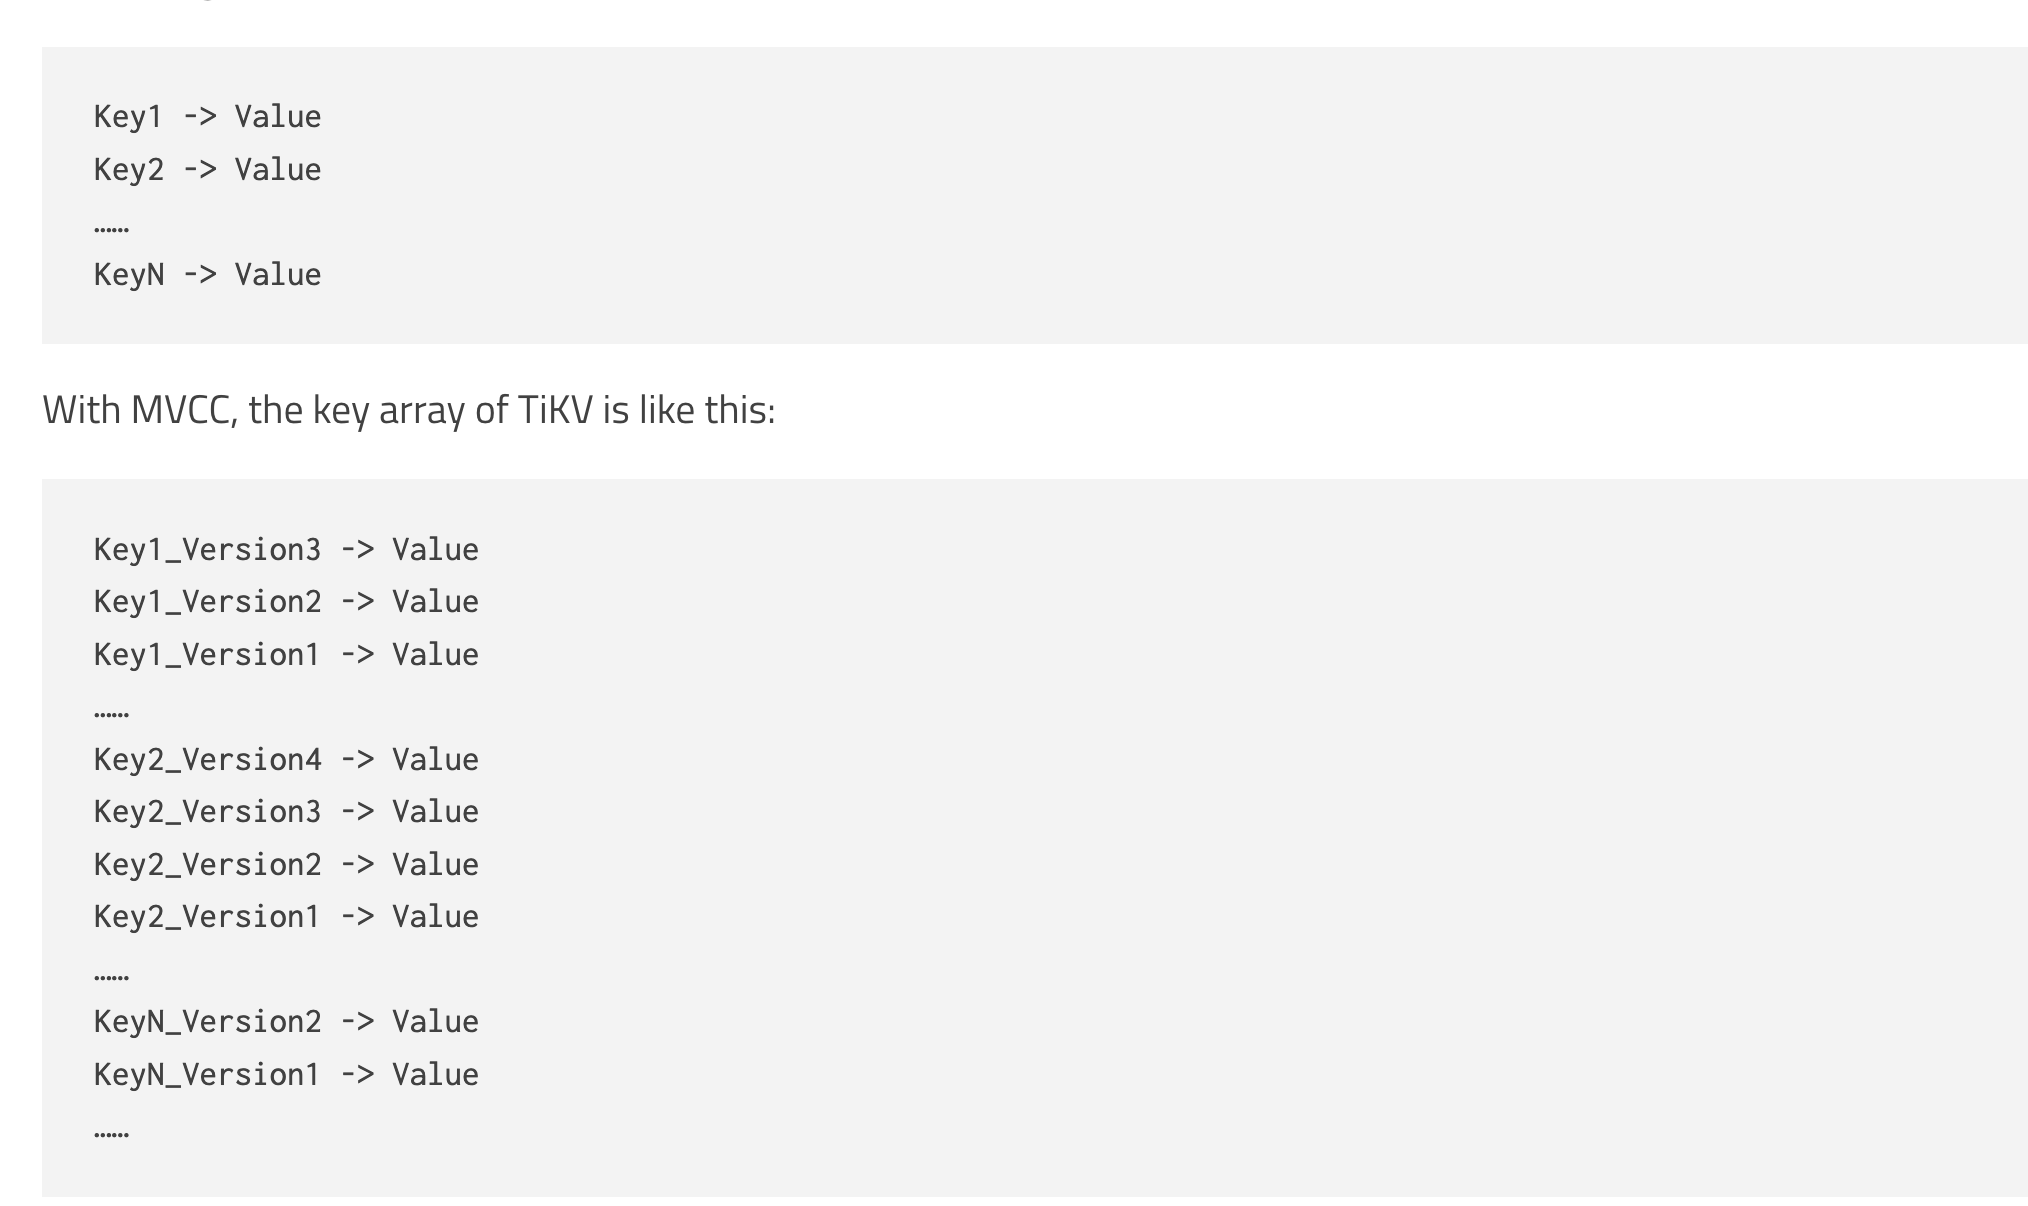 Key1 -> Value
Key2 -> Value
……
KeyN -> Value
With MVCC, the key array of TiKV is like this:
Key1_Version3 -> Value
Key1_Version2 -> Value
Key1_Version1 -> Value
……
Key2_Version4 -> Value
Key2_Version3 -> Value
Key2_Version2 -> Value
Key2_Version1 -> Value
……
KeyN_Version2 -> Value
KeyN_Version1 -> Value
……